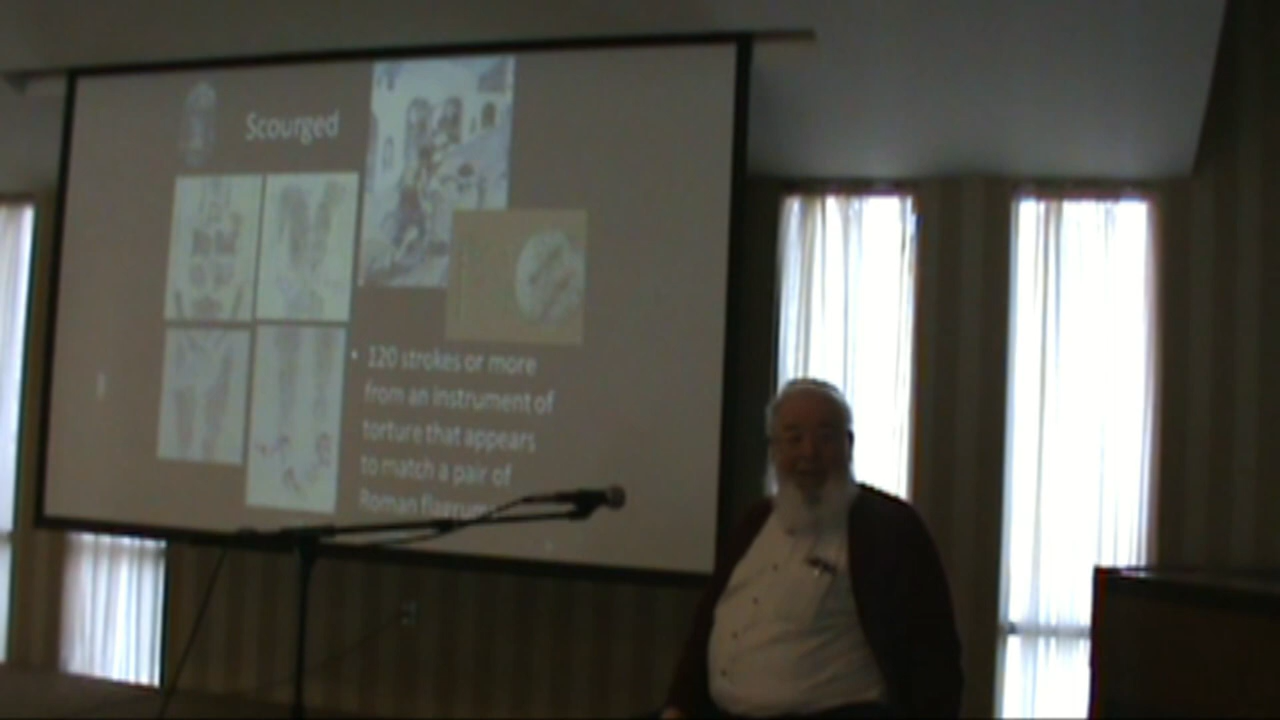 Scourged
• 120 strokes or more
from an instrument of
torture that appears
to match a pair of
Roman